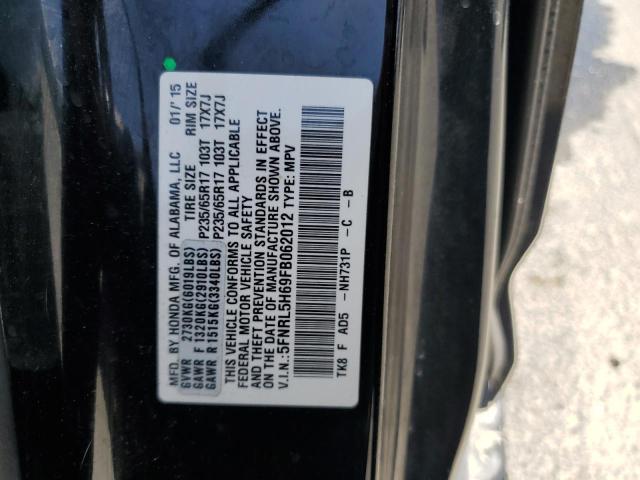 MFD. BY HONDA MFG. OF ALABAMA, LLC 01/'15
GVWR 2730KG(6019LBS) TIRE SIZE RIM SIZE
GAWR F 1320KG(2910LBS) P235/65R17 103T 17X7J
GAWR R 1515KG(3340LBS) P235/65R17 103T 17X7J
THIS VEHICLE CONFORMS TO ALL APPLICABLE
FEDERAL MOTOR VEHICLE SAFETY
AND THEFT PREVENTION STANDARDS IN EFFECT
ON THE DATE OF MANUFACTURE SHOWN ABOVE.
V.I.N.:5FNRL5H69FB062012 TYPE: MPV
TK8 F AD5 -NH731P -C -B